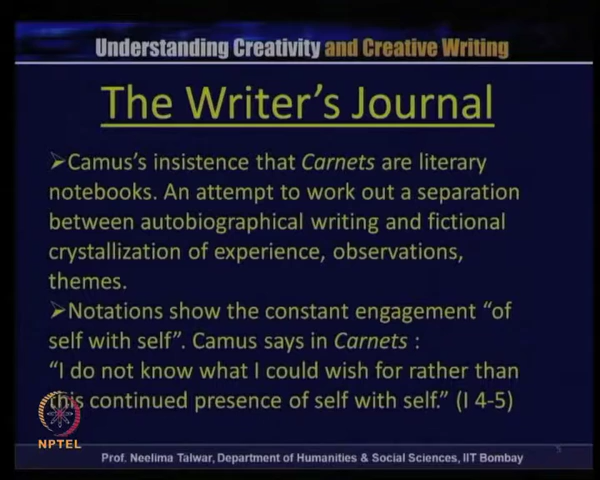 Understanding Creativity and Creative Writing
The Writer's Journal
➢Camus's insistence that Carnets are literary
notebooks. An attempt to work out a separation
between autobiographical writing and fictional
crystallization of experience, observations,
themes.
➢Notations show the constant engagement "of
self with self". Camus says in Carnets :
"I do not know what I could wish for rather than
this continued presence of self with self." (I 4-5)
NPTEL
Prof. Neelima Talwar, Department of Humanities & Social Sciences, IIT Bombay